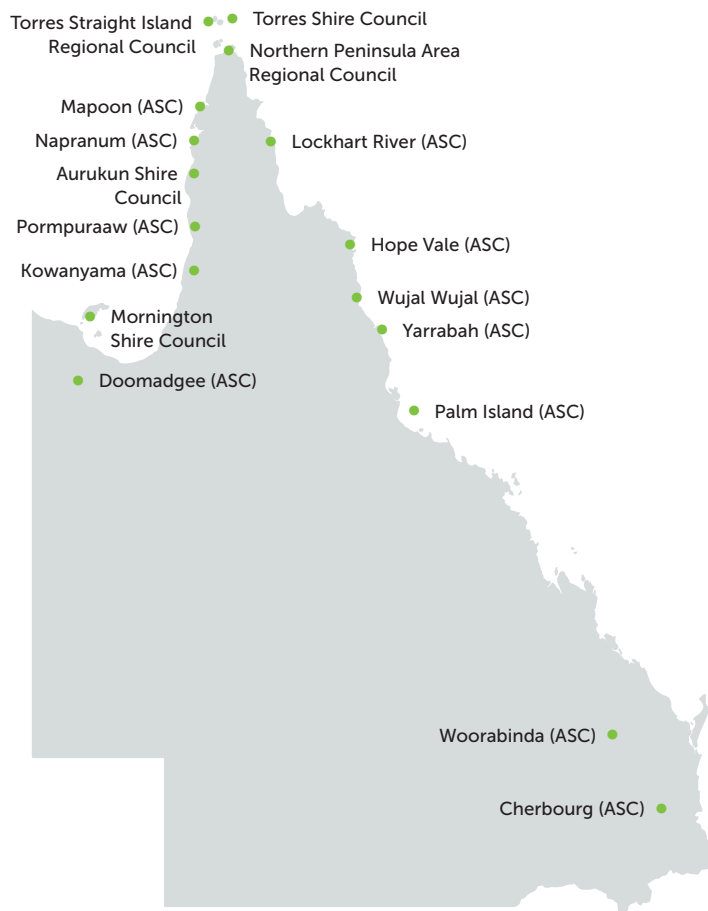 Torres Straight Island
Regional Council
Torres Shire Council
Northern Peninsula Area
Regional Council
Mapoon (ASC)
Napranum (ASC)
Lockhart River (ASC)
Aurukun Shire
Council
Pormpuraaw (ASC)
Hope Vale (ASC)
Kowanyama (ASC)
Wujal Wujal (ASC)
Mornington
Shire Council
Yarrabah (ASC)
Doomadgee (ASC)
Palm Island (ASC)
Woorabinda (ASC)
Cherbourg (ASC)